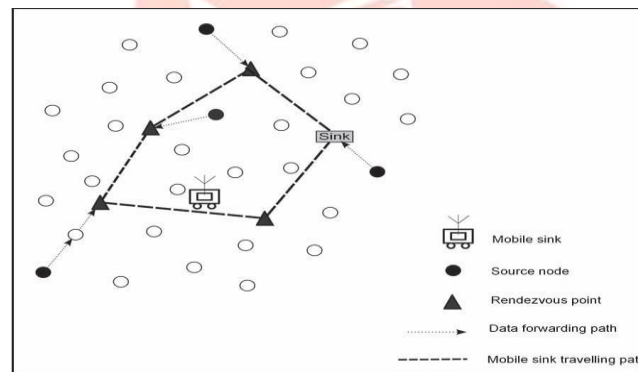 Sink
Mobile sink
Source node
Rendezvous point
Data forwarding path
Mobile sink travelling pat